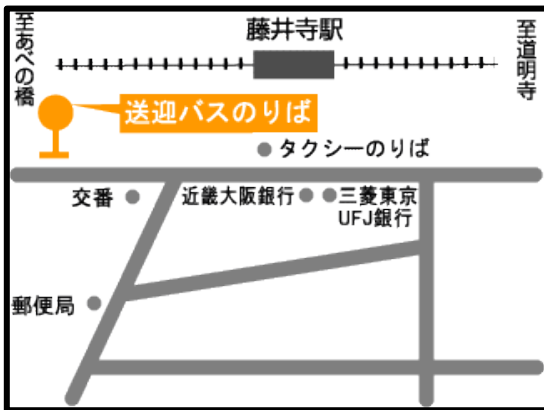 至あべの橋
藤井寺駅
至道明寺
送迎バスのりば
タクシーのりば
交番
近畿大阪銀行
三菱東京
UFJ銀行
郵便局